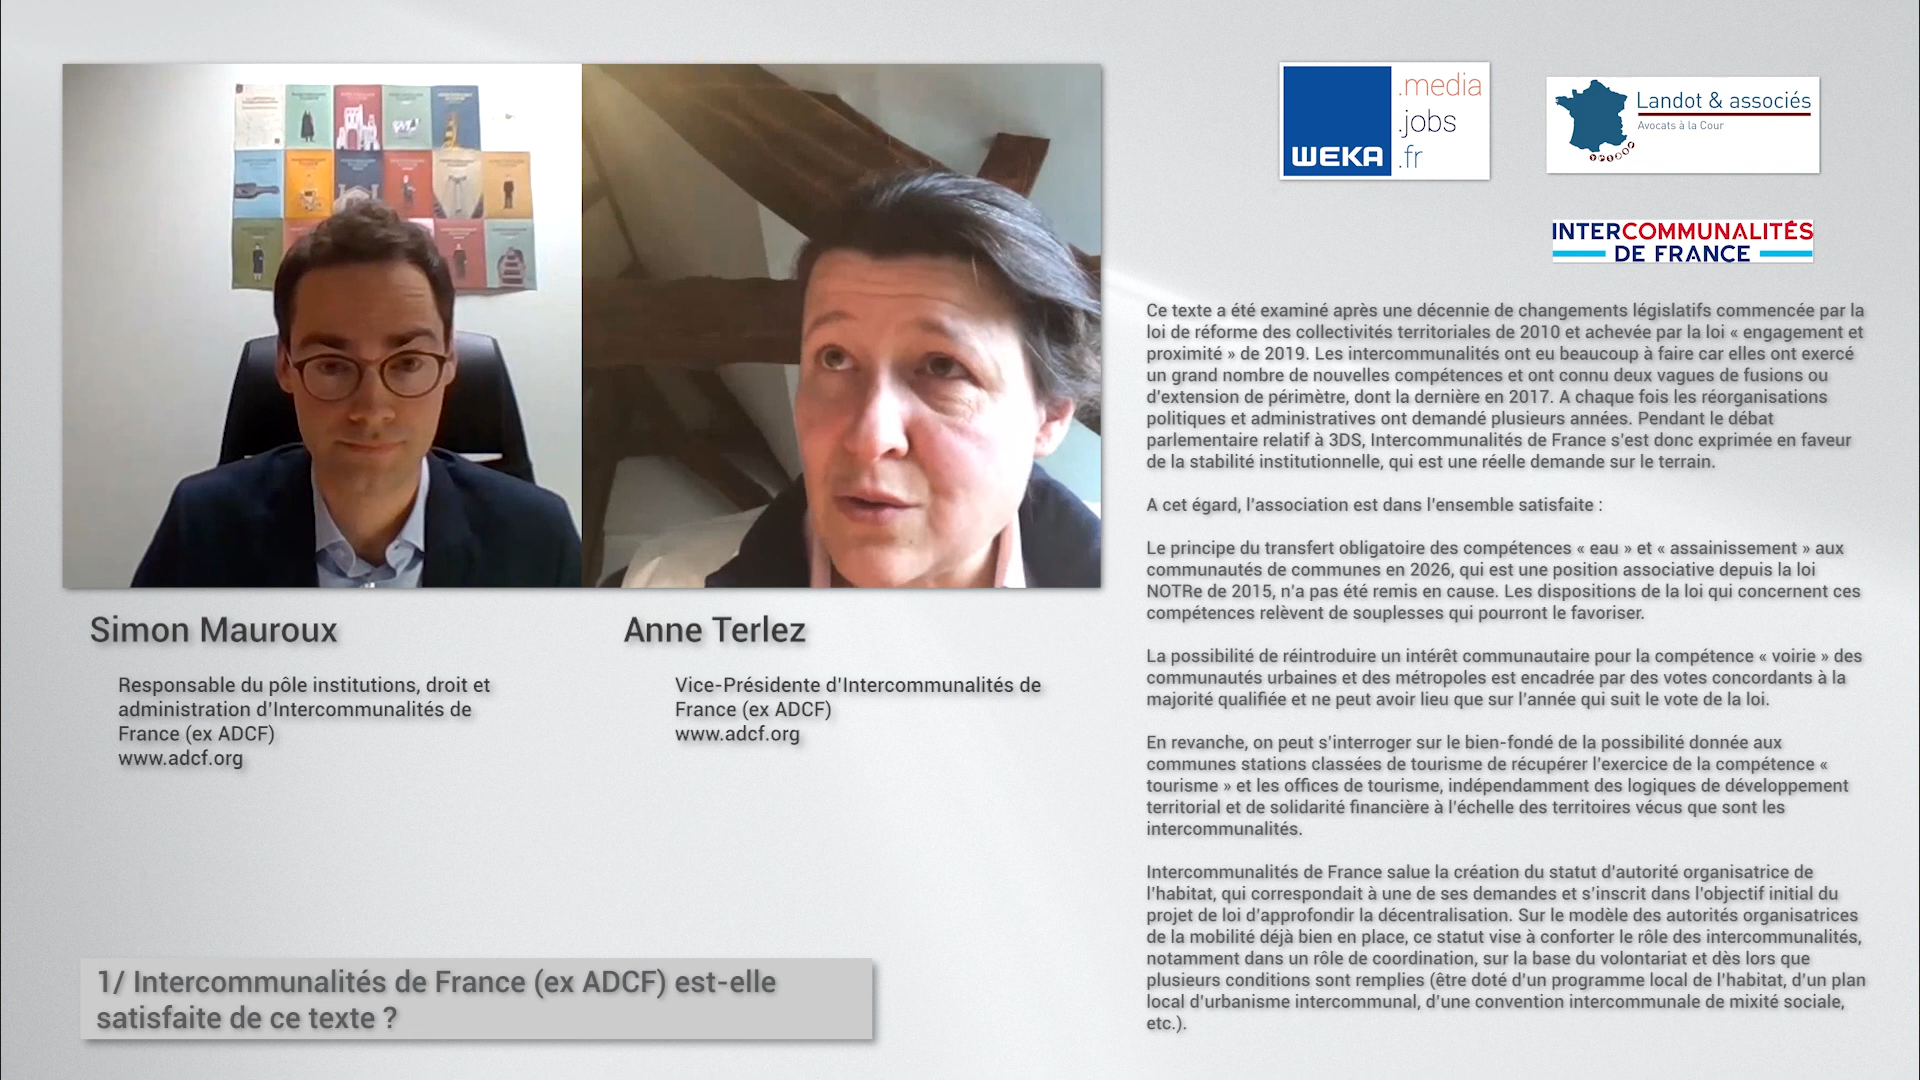 WEKA
.media
.jobs
.fr
Landot & associés
Avocats à la Cour
INTERCOMMUNALITÉS
DE FRANCE
Simon Mauroux
Responsable du pôle institutions, droit et
administration d'Intercommunalités de
France (ex ADCF)
www.adcf.org
Anne Terlez
Vice-Présidente d'Intercommunalités de
France (ex ADCF)
www.adcf.org
1/ Intercommunalités de France (ex ADCF) est-elle
satisfaite de ce texte ?
Ce texte a été examiné après une décennie de changements législatifs commencée par la
loi de réforme des collectivités territoriales de 2010 et achevée par la loi « engagement et
proximité » de 2019. Les intercommunalités ont eu beaucoup à faire car elles ont exercé
un grand nombre de nouvelles compétences et ont connu deux vagues de fusions ou
d'extension de périmètre, dont la dernière en 2017. A chaque fois les réorganisations
politiques et administratives ont demandé plusieurs années. Pendant le débat
parlementaire relatif à 3DS, Intercommunalités de France s'est donc exprimée en faveur
de la stabilité institutionnelle, qui est une réelle demande sur le terrain.
A cet égard, l'association est dans l'ensemble satisfaite :
Le principe du transfert obligatoire des compétences « eau » et « assainissement » aux
communautés de communes en 2026, qui est une position associative depuis la loi
NOTRe de 2015, n'a pas été remis en cause. Les dispositions de la loi qui concernent ces
compétences relèvent de souplesses qui pourront le favoriser.
La possibilité de réintroduire un intérêt communautaire pour la compétence « voirie » des
communautés urbaines et des métropoles est encadrée par des votes concordants à la
majorité qualifiée et ne peut avoir lieu que sur l'année qui suit le vote de la loi.
En revanche, on peut s'interroger sur le bien-fondé de la possibilité donnée aux
communes stations classées de tourisme de récupérer l'exercice de la compétence «
tourisme » et les offices de tourisme, indépendamment des logiques de développement
territorial et de solidarité financière à l'échelle des territoires vécus que sont les
intercommunalités.
Intercommunalités de France salue la création du statut d'autorité organisatrice de
l'habitat, qui correspondait à une de ses demandes et s'inscrit dans l'objectif initial du
projet de loi d'approfondir la décentralisation. Sur le modèle des autorités organisatrices
de la mobilité déjà bien en place, ce statut vise à conforter le rôle des intercommunalités,
notamment dans un rôle de coordination, sur la base du volontariat et dès lors que
plusieurs conditions sont remplies (être doté d'un programme local de l'habitat, d'un plan
local d'urbanisme intercommunal, d'une convention intercommunale de mixité sociale,
etc.).